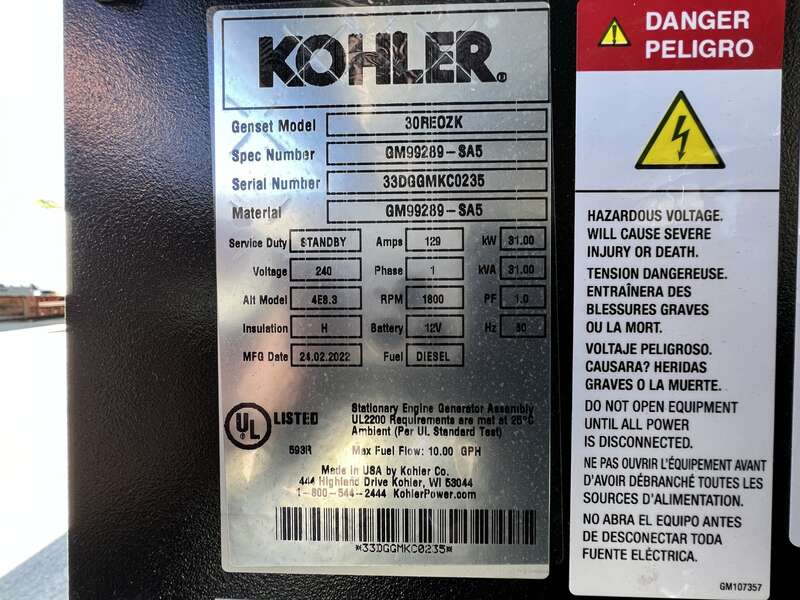 KOHLER®
Genset Model 30REOZK
Spec Number GM99289-SA5
Serial Number 33DGGMKC0235
Material GM99289-SA5
Service Duty STANDBY Amps 129 kW 31.00
Voltage 240 Phase 1 kVA 31.00
Alt Model 4E8.3 RPM 1800 PF 1.0
Insulation H Battery 12V Hz 60
MFG Date 24.02.2022 Fuel DIESEL
UL LISTED
593R
Stationary Engine Generator Assembly
UL2200 Requirements are met at 25°C
Ambient (Per UL Standard Test)
Max Fuel Flow: 10.00 GPH
Made in USA by Kohler Co.
444 Highland Drive Kohler, WI 53044
1-800-544-2444 KohlerPower.com
*33DGGMKC0235*
DANGER
PELIGRO
HAZARDOUS VOLTAGE.
WILL CAUSE SEVERE
INJURY OR DEATH.
TENSION DANGEREUSE.
ENTRAÎNERA DES
BLESSURES GRAVES
OU LA MORT.
VOLTAJE PELIGROSO.
CAUSARA? HERIDAS
GRAVES O LA MUERTE.
DO NOT OPEN EQUIPMENT
UNTIL ALL POWER
IS DISCONNECTED.
NE PAS OUVRIR L'ÉQUIPEMENT AVANT
D'AVOIR DÉBRANCHÉ TOUTES LES
SOURCES D'ALIMENTATION.
NO ABRA EL EQUIPO ANTES
DE DESCONECTAR TODA
FUENTE ELÉCTRICA.
GM107357